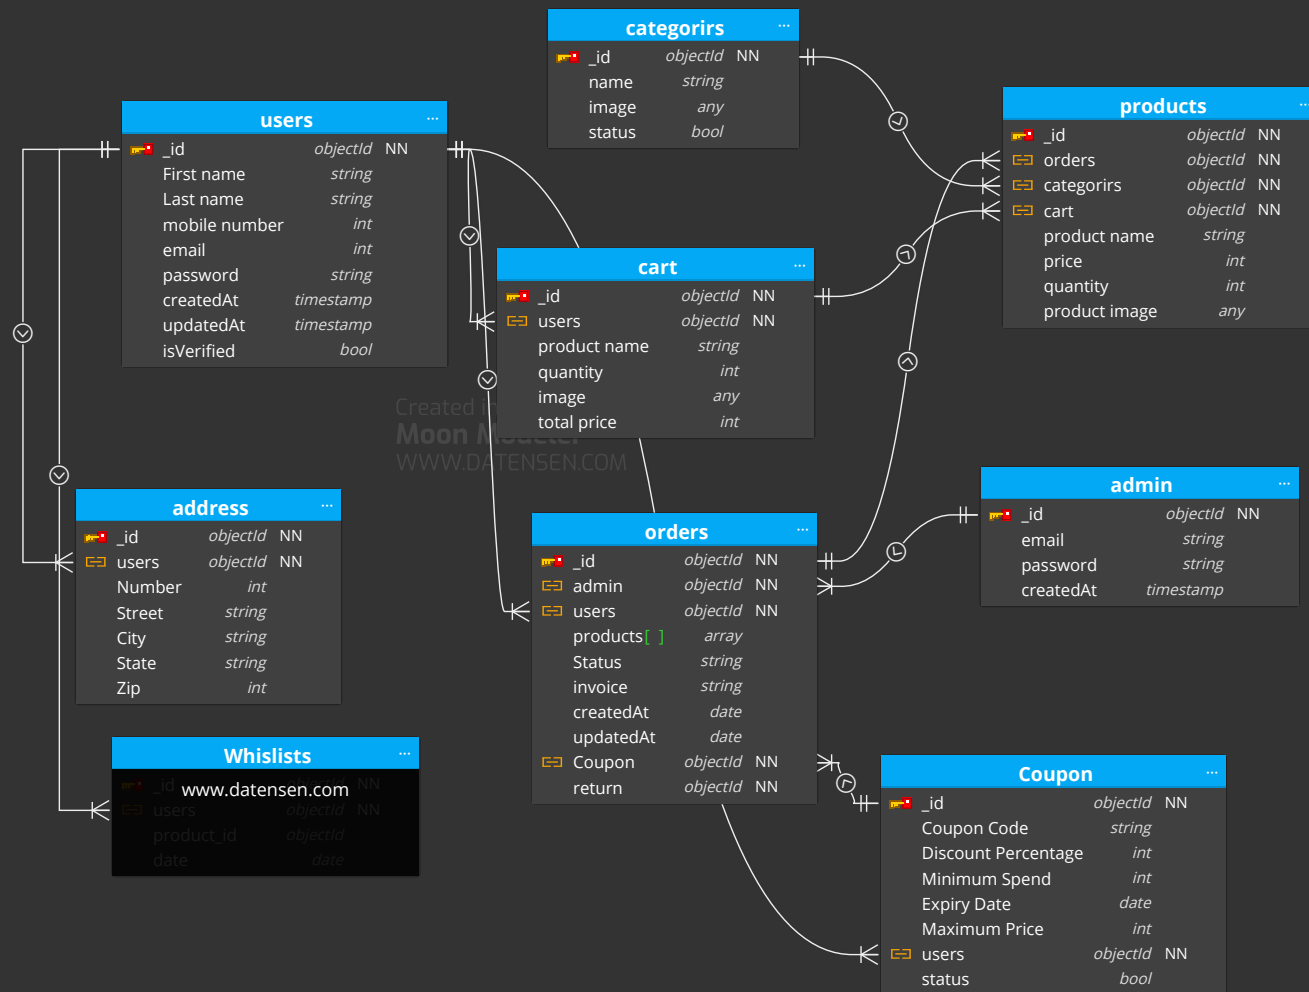 categorirs ...
_id objectId NN
name string
image any
status bool
users ...
_id objectId NN
First name string
Last name string
mobile number int
email int
password string
createdAt timestamp
updatedAt timestamp
isVerified bool
products ...
_id objectId NN
orders objectId NN
categorirs objectId NN
cart objectId NN
product name string
price int
quantity int
product image any
cart ...
_id objectId NN
users objectId NN
product name string
quantity int
image any
total price int
Created in
Moon Modeler
WWW.DATENSEN.COM
address ...
_id objectId NN
users objectId NN
Number int
Street string
City string
State string
Zip int
orders ...
_id objectId NN
admin objectId NN
users objectId NN
products[ ] array
Status string
invoice string
createdAt date
updatedAt date
Coupon objectId NN
return objectId NN
admin ...
_id objectId NN
email string
password string
createdAt timestamp
Whislists ...
_id objectId NN
www.datensen.com
users objectId NN
product_id objectId
date date
Coupon ...
_id objectId NN
Coupon Code string
Discount Percentage int
Minimum Spend int
Expiry Date date
Maximum Price int
users objectId NN
status bool